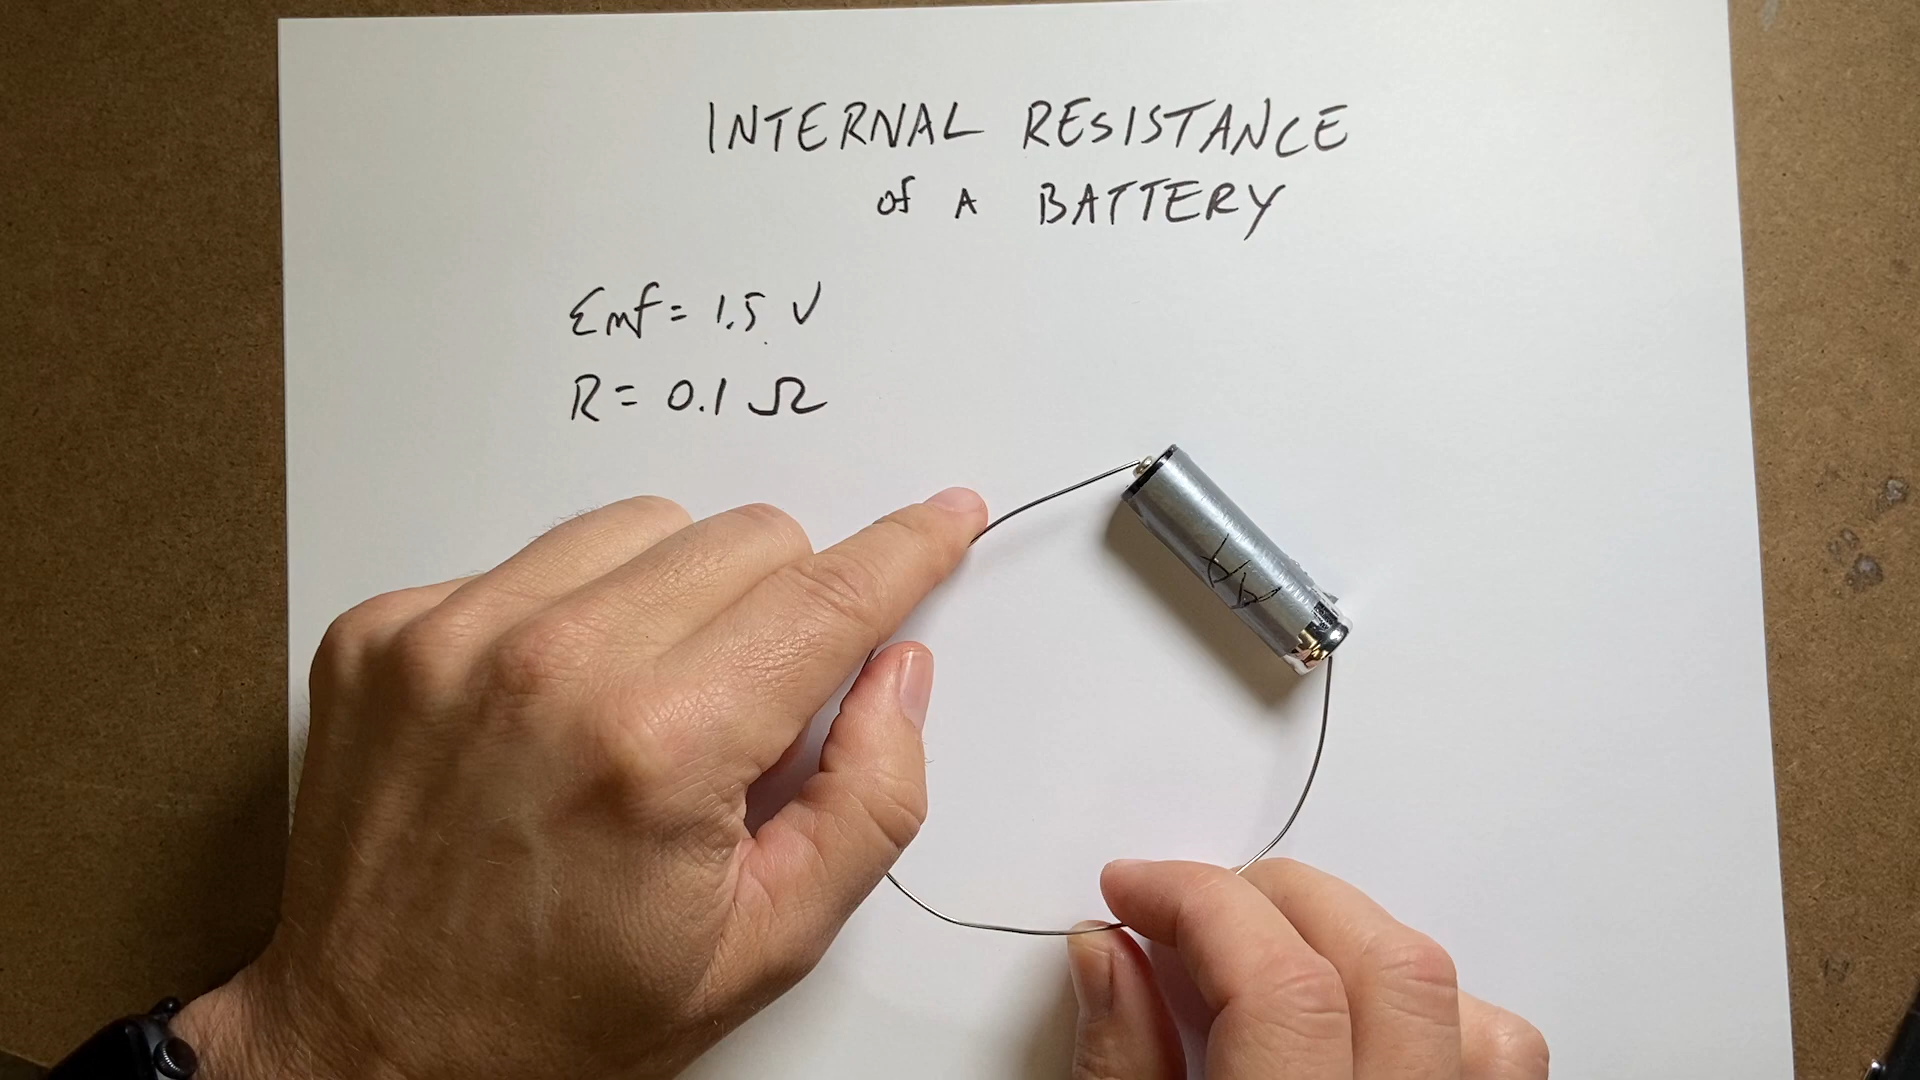 INTERNAL RESISTANCE
of A BATTERY
Emf = 1.5 V
R = 0.1 Ω